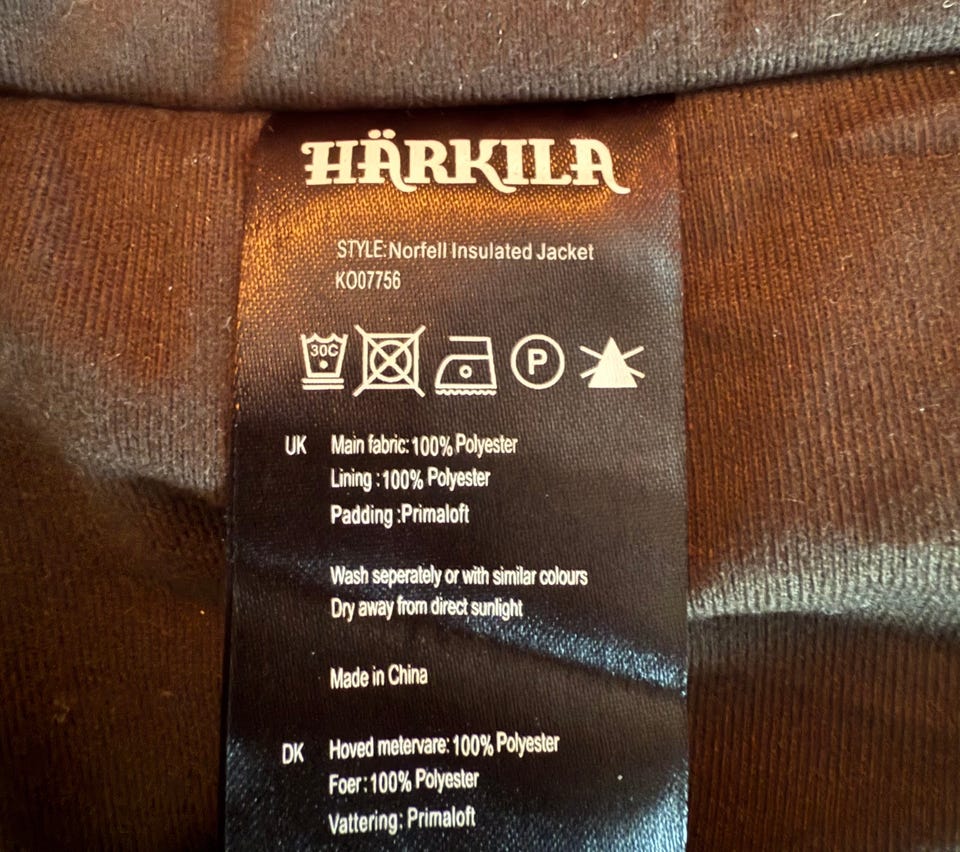 HÄRKILA
STYLE:Norfell Insulated Jacket
KO07756
30C P
UK Main fabric: 100% Polyester
Lining :100% Polyester
Padding :Primaloft
Wash seperately or with similar colours
Dry away from direct sunlight
Made in China
DK Hoved metervare: 100% Polyester
Foer : 100% Polyester
Vattering: Primaloft